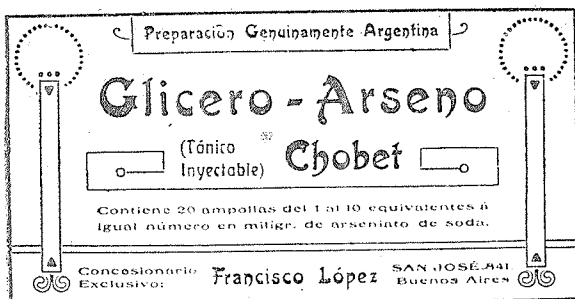 Preparación Genuinamente Argentina
Glicero - Arseno
(Tónico Inyectable) Chobet
Contiene 20 ampollas del 1 al 10 equivalentes á
igual número en miligr. de arseniato de soda.
Concesionario Exclusivo: Francisco López SAN JOSÉ 841 Buenos Aires